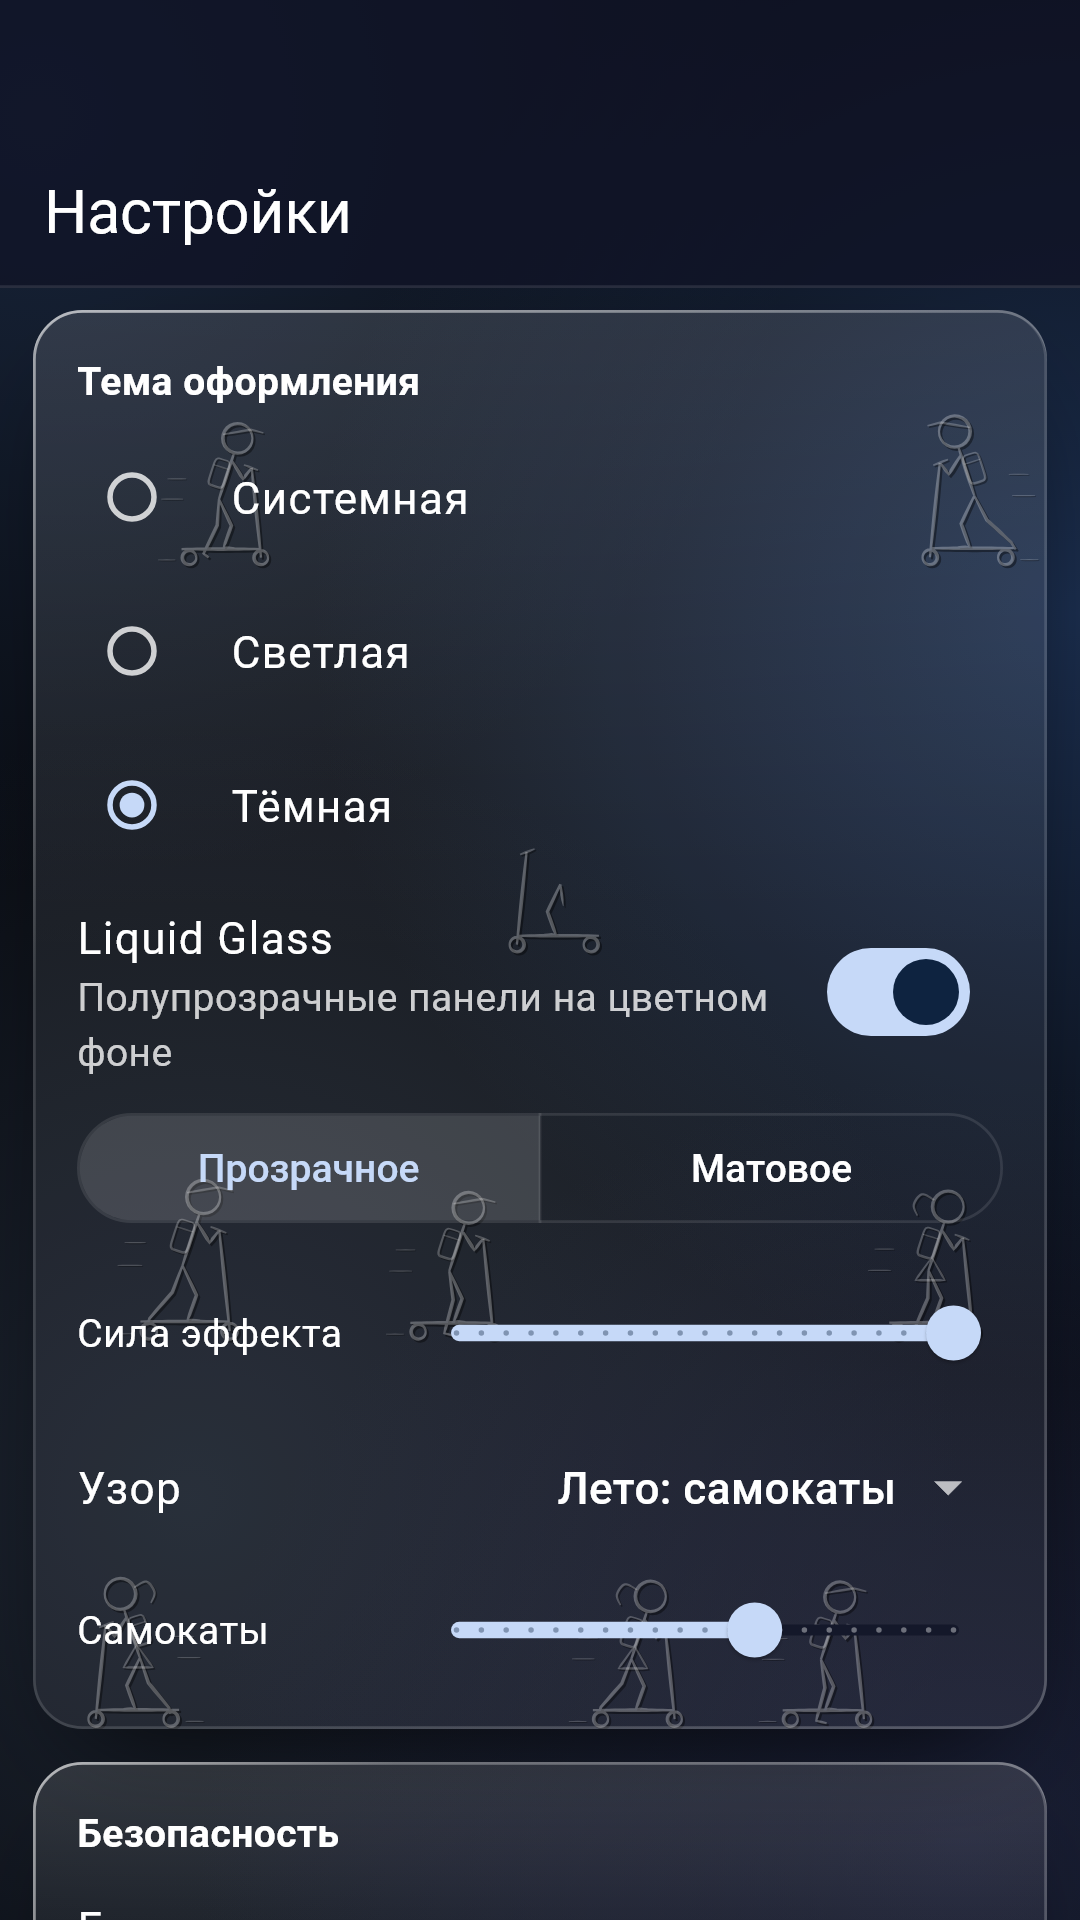 Настройки
Тема оформления
Системная
Светлая
Тёмная
Liquid Glass
Полупрозрачные панели на цветном
фоне
Прозрачное
Матовое
Сила эффекта
Узор
Лето: самокаты
Самокаты
Безопасность